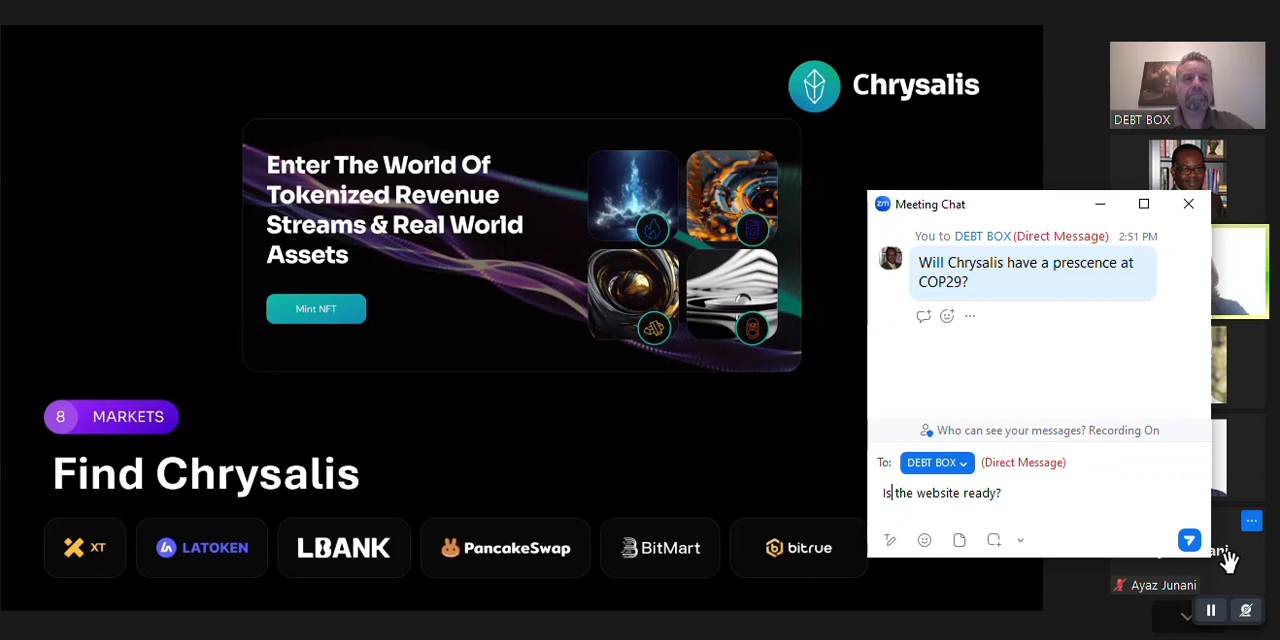 Chrysalis
Enter The World Of
Tokenized Revenue
Streams & Real World
Assets
Mint NFT
8 MARKETS
Find Chrysalis
XT
LATOKEN
LBANK
PancakeSwap
BitMart
bitrue
DEBT BOX
zm Meeting Chat
You to DEBT BOX (Direct Message) 2:51 PM
Will Chrysalis have a prescence at
COP29?
Who can see your messages? Recording On
To: DEBT BOX (Direct Message)
Is the website ready?
Ayaz Junani